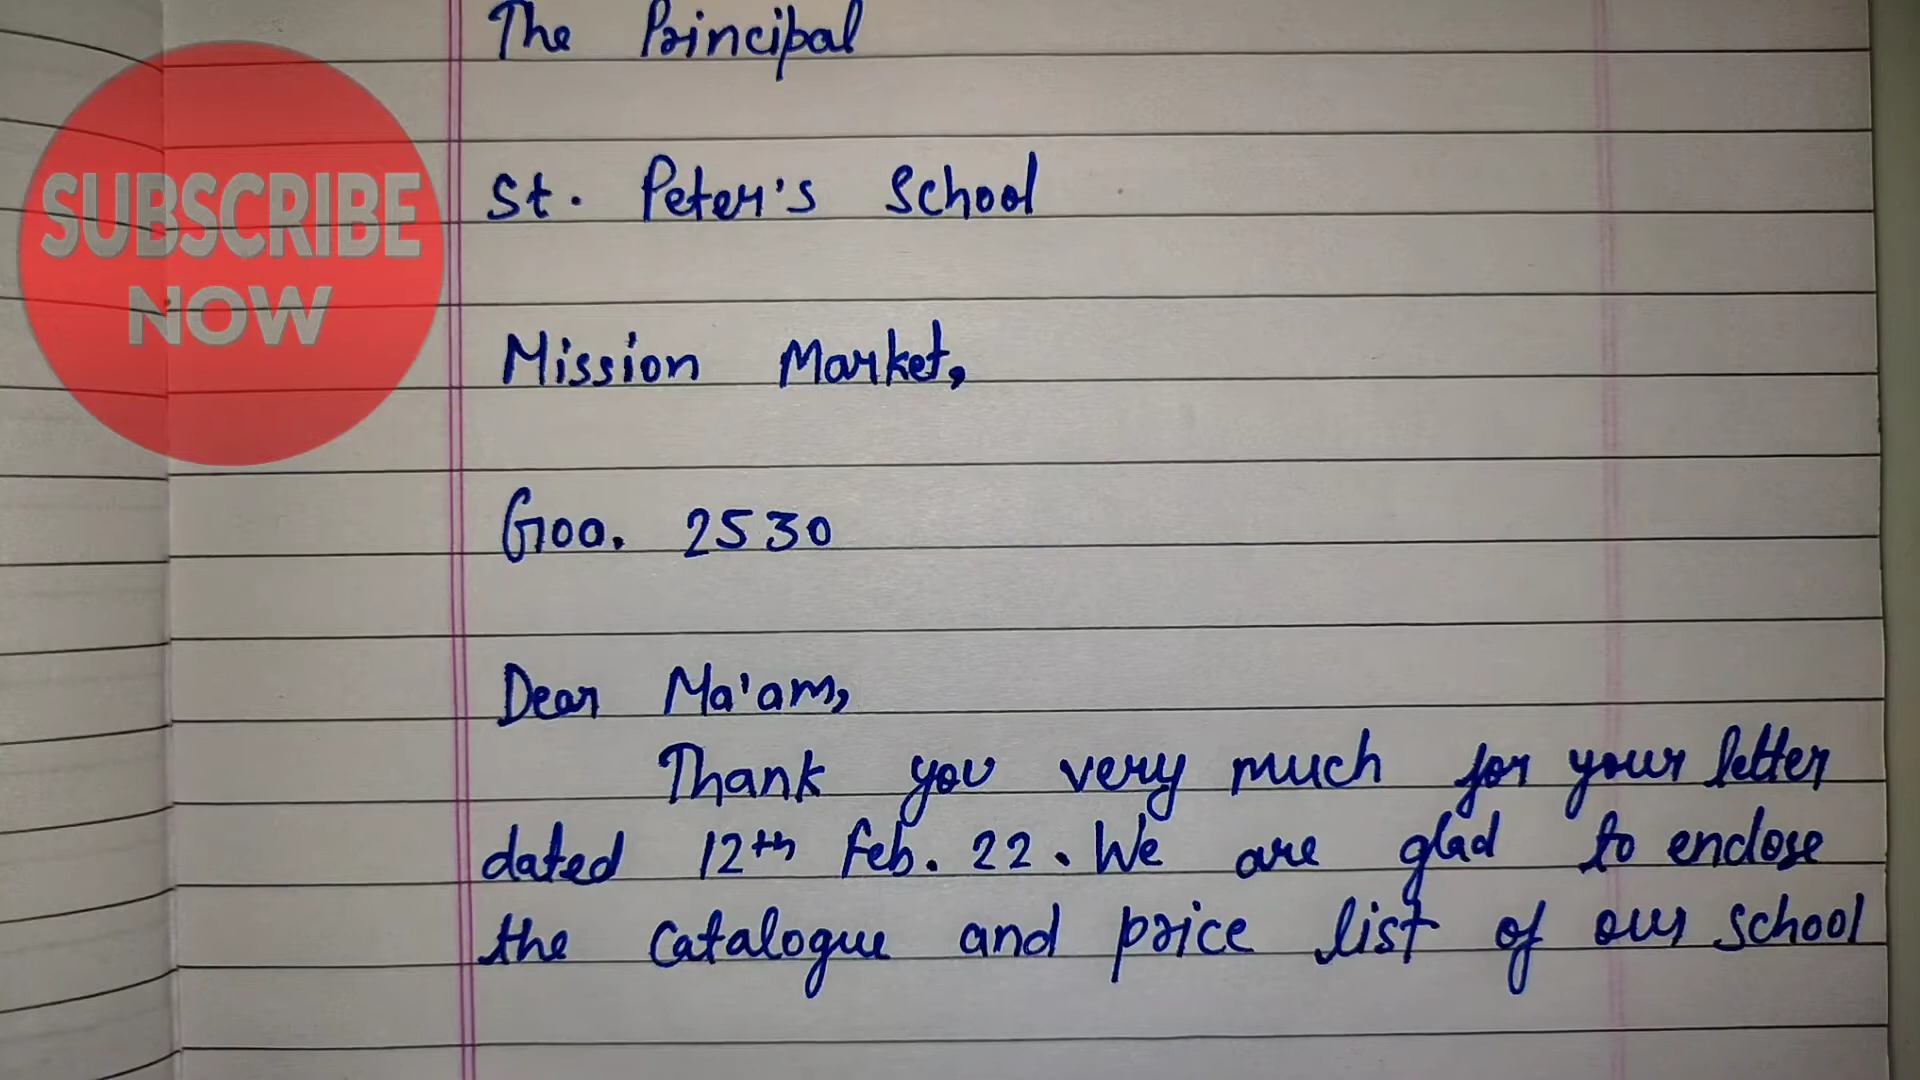 The Principal
SUBSCRIBE
NOW
St. Peter's School
Mission Market,
Goa. 2530
Dear Ma'am,
Thank you very much for your letter
dated 12th Feb. 22. We are glad to enclose
the catalogue and price list of our school